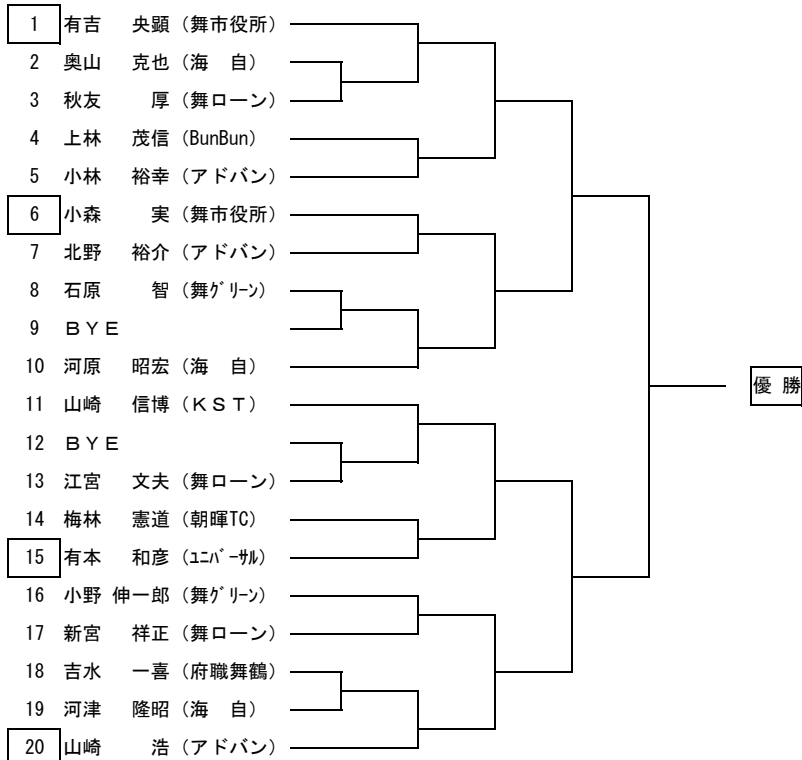 1 有吉　央顕（舞市役所）
2 奥山　克也（海　自）
3 秋友　　厚（舞ローン）
4 上林　茂信（BunBun）
5 小林　裕幸（アドバン）
6 小森　　実（舞市役所）
7 北野　裕介（アドバン）
8 石原　　智（舞ｸﾞﾘｰﾝ）
9 ＢＹＥ
10 河原　昭宏（海　自）
優 勝
11 山崎　信博（ＫＳＴ）
12 ＢＹＥ
13 江宮　文夫（舞ローン）
14 梅林　憲道（朝暉TC）
15 有本　和彦（ﾕﾆﾊﾞｰｻﾙ）
16 小野 伸一郎（舞ｸﾞﾘｰﾝ）
17 新宮　祥正（舞ローン）
18 吉水　一喜（府職舞鶴）
19 河津　隆昭（海　自）
20 山崎　　浩（アドバン）